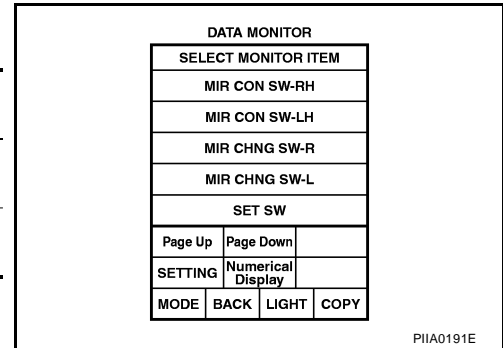 DATA MONITOR
SELECT MONITOR ITEM
MIR CON SW-RH
MIR CON SW-LH
MIR CHNG SW-R
MIR CHNG SW-L
SET SW
Page Up Page Down
SETTING Numerical Display
MODE BACK LIGHT COPY
PIIA0191E